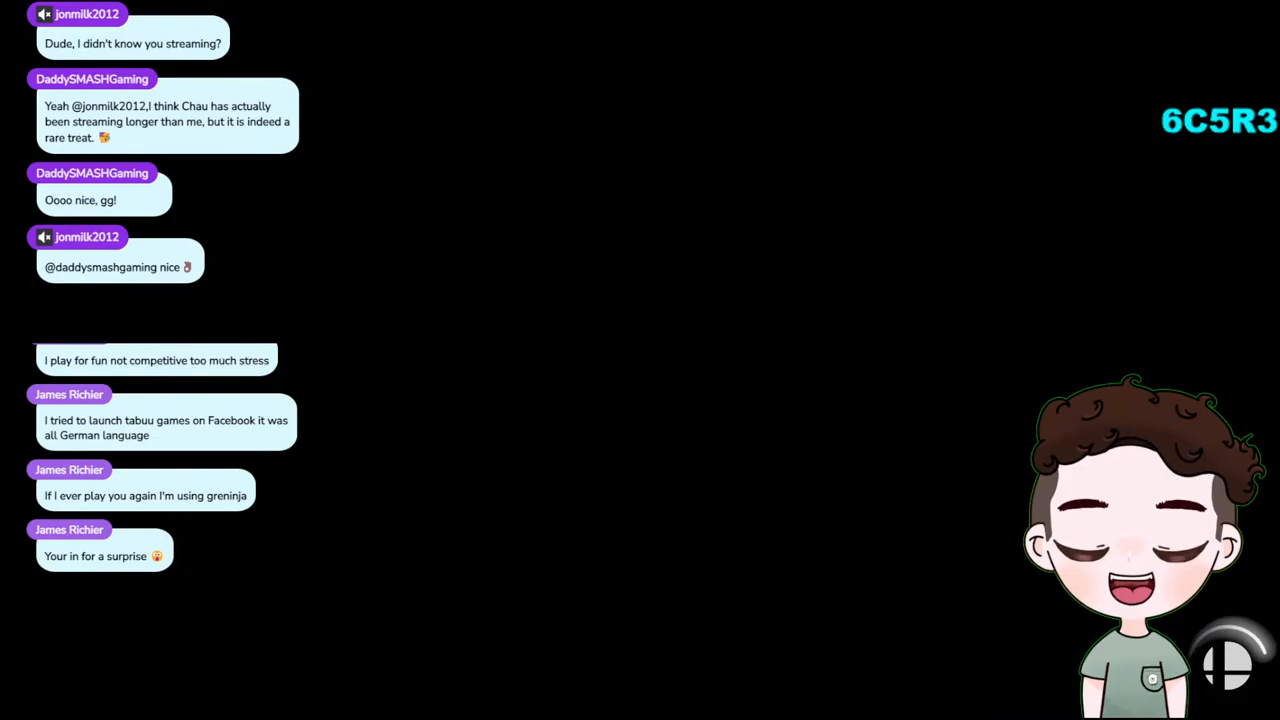 jonmilk2012
Dude, I didn't know you streaming?
DaddySMASHGaming
Yeah @jonmilk2012,I think Chau has actually
been streaming longer than me, but it is indeed a
rare treat.
DaddySMASHGaming
Oooo nice, gg!
jonmilk2012
@daddysmashgaming nice 👌🏾
I play for fun not competitive too much stress
James Richier
I tried to launch tabuu games on Facebook it was
all German language
James Richier
If I ever play you again I'm using greninja
James Richier
Your in for a surprise 😲
6C5R3